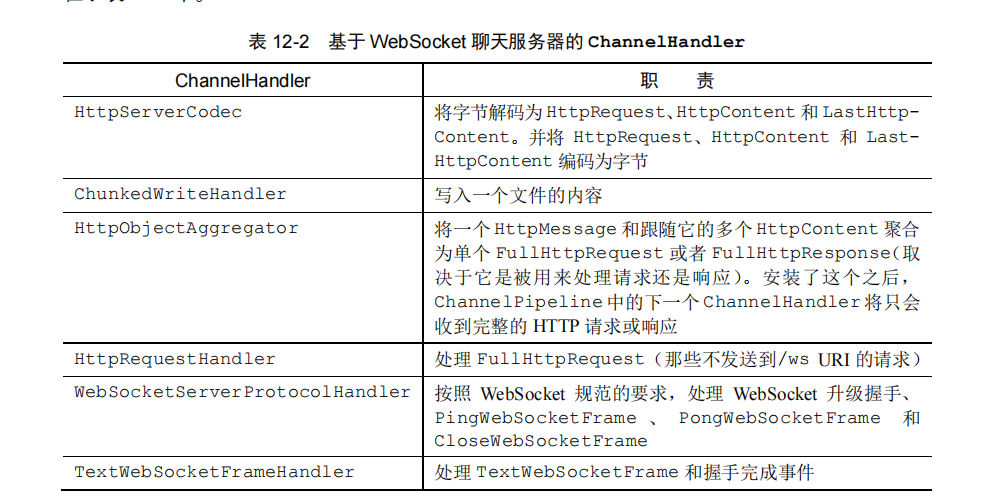 表 12-2 基于 WebSocket 聊天服务器的 ChannelHandler
ChannelHandler 职 责
HttpServerCodec 将字节解码为 HttpRequest、HttpContent 和 LastHttp-
Content。并将 HttpRequest、HttpContent 和 Last-
HttpContent 编码为字节
ChunkedWriteHandler 写入一个文件的内容
HttpObjectAggregator 将一个 HttpMessage 和跟随它的多个 HttpContent 聚合
为单个 FullHttpRequest 或者 FullHttpResponse(取
决于它是被用来处理请求还是响应)。安装了这个之后，
ChannelPipeline 中的下一个 ChannelHandler 将只会
收到完整的 HTTP 请求或响应
HttpRequestHandler 处理 FullHttpRequest（那些不发送到/ws URI 的请求）
WebSocketServerProtocolHandler 按照 WebSocket 规范的要求，处理 WebSocket 升级握手、
PingWebSocketFrame 、 PongWebSocketFrame 和
CloseWebSocketFrame
TextWebSocketFrameHandler 处理 TextWebSocketFrame 和握手完成事件